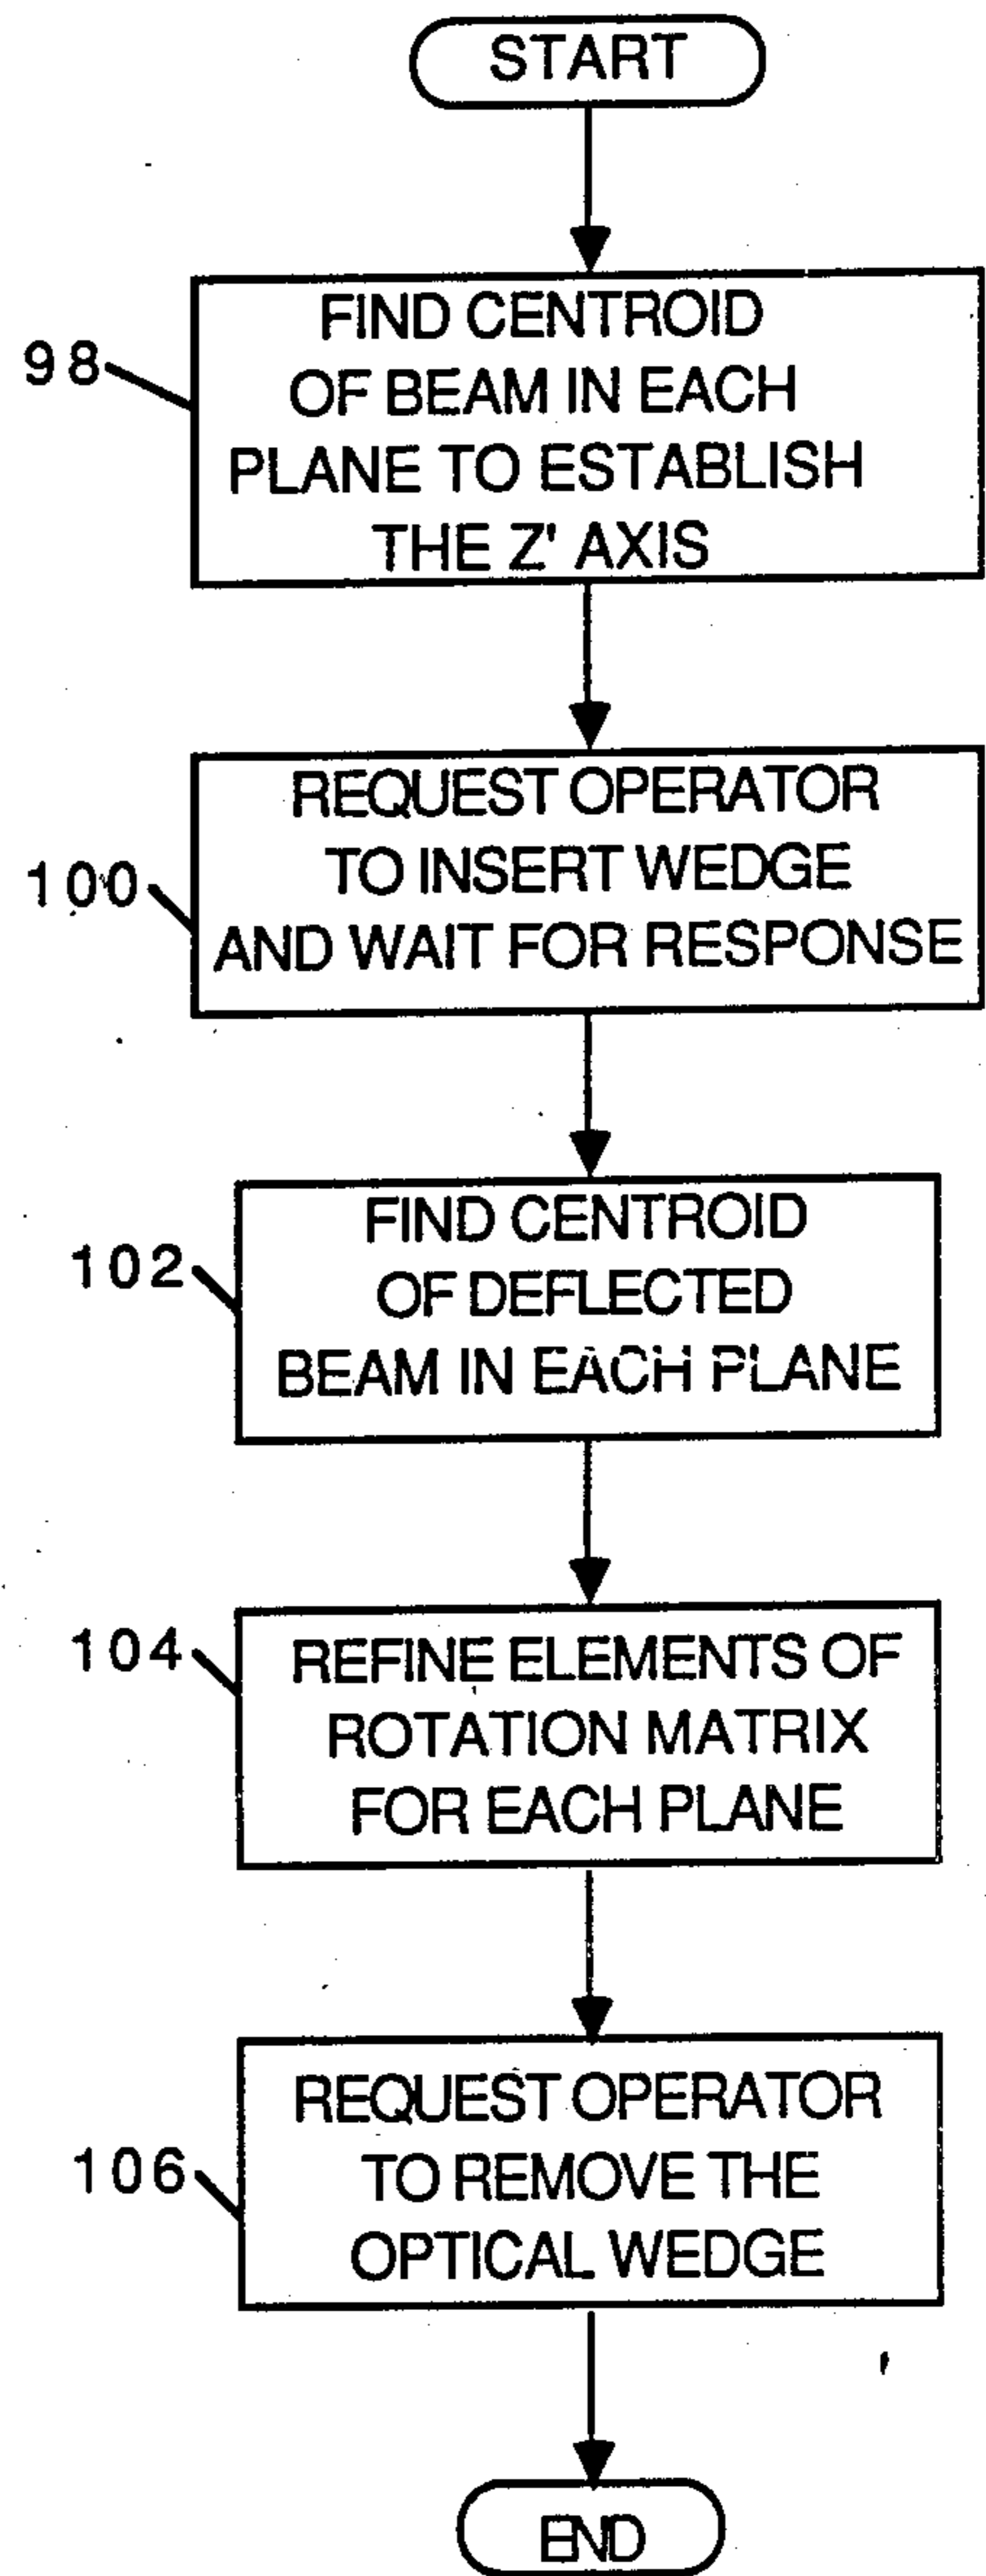 START
98
FIND CENTROID
OF BEAM IN EACH
PLANE TO ESTABLISH
THE Z' AXIS
100
REQUEST OPERATOR
TO INSERT WEDGE
AND WAIT FOR RESPONSE
102
FIND CENTROID
OF DEFLECTED
BEAM IN EACH PLANE
104
REFINE ELEMENTS OF
ROTATION MATRIX
FOR EACH PLANE
106
REQUEST OPERATOR
TO REMOVE THE
OPTICAL WEDGE
END